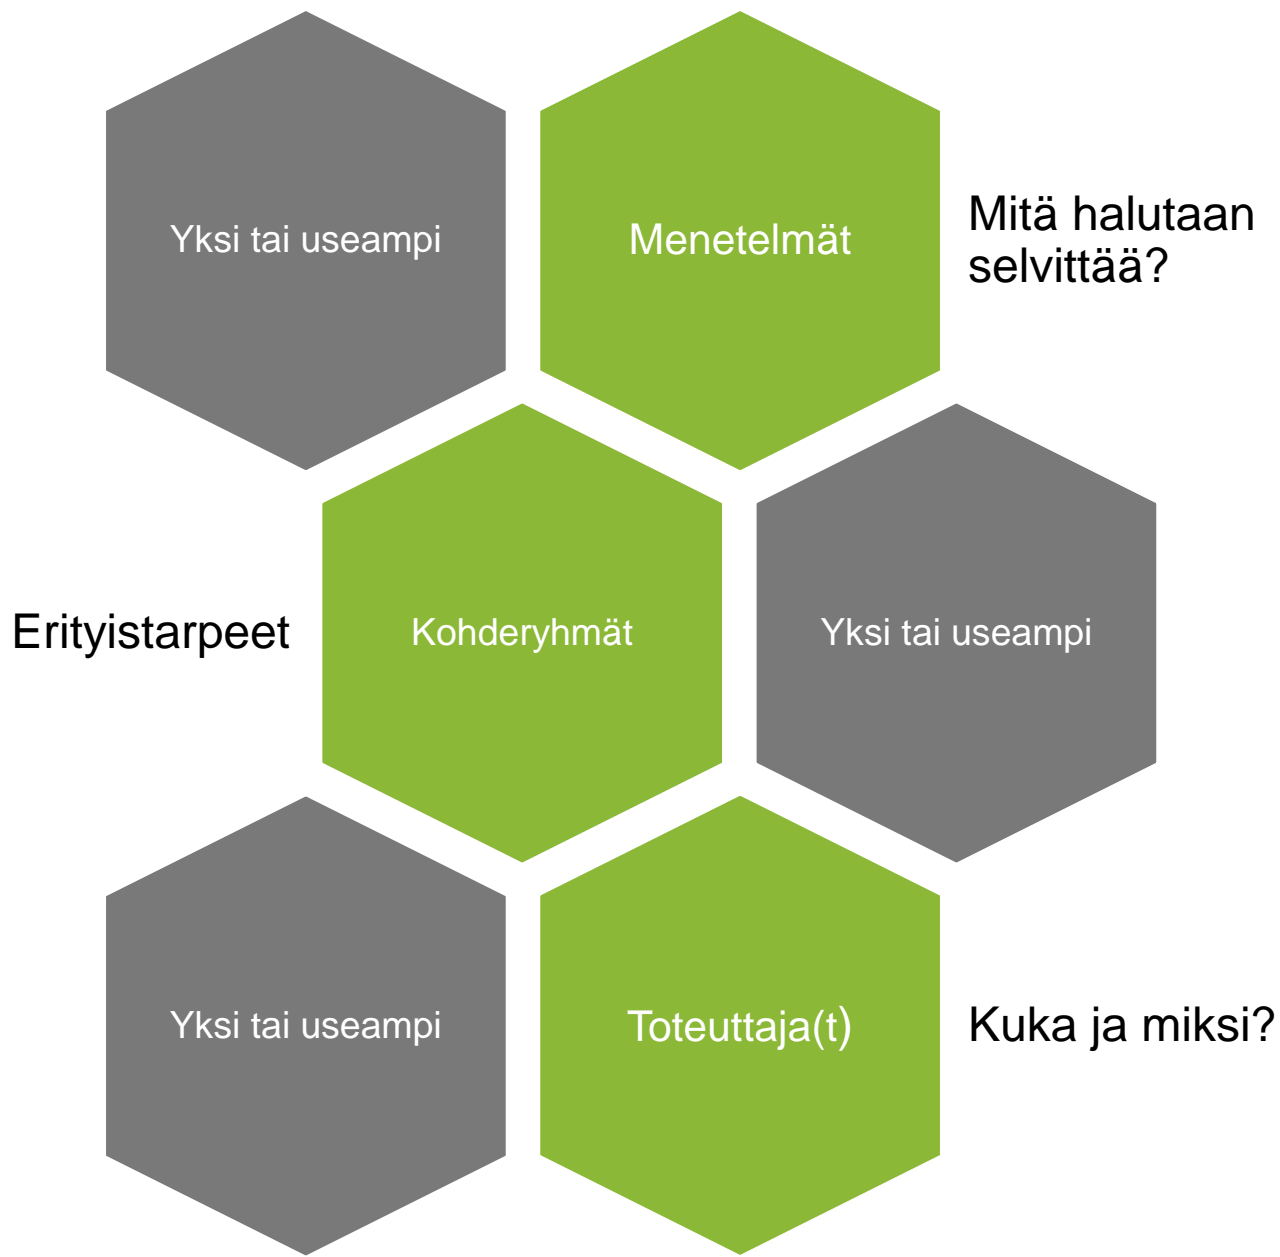 Yksi tai useampi
Menetelmät
Mitä halutaan
selvittää?
Erityistarpeet
Kohderyhmät
Yksi tai useampi
Yksi tai useampi
Toteuttaja(t)
Kuka ja miksi?